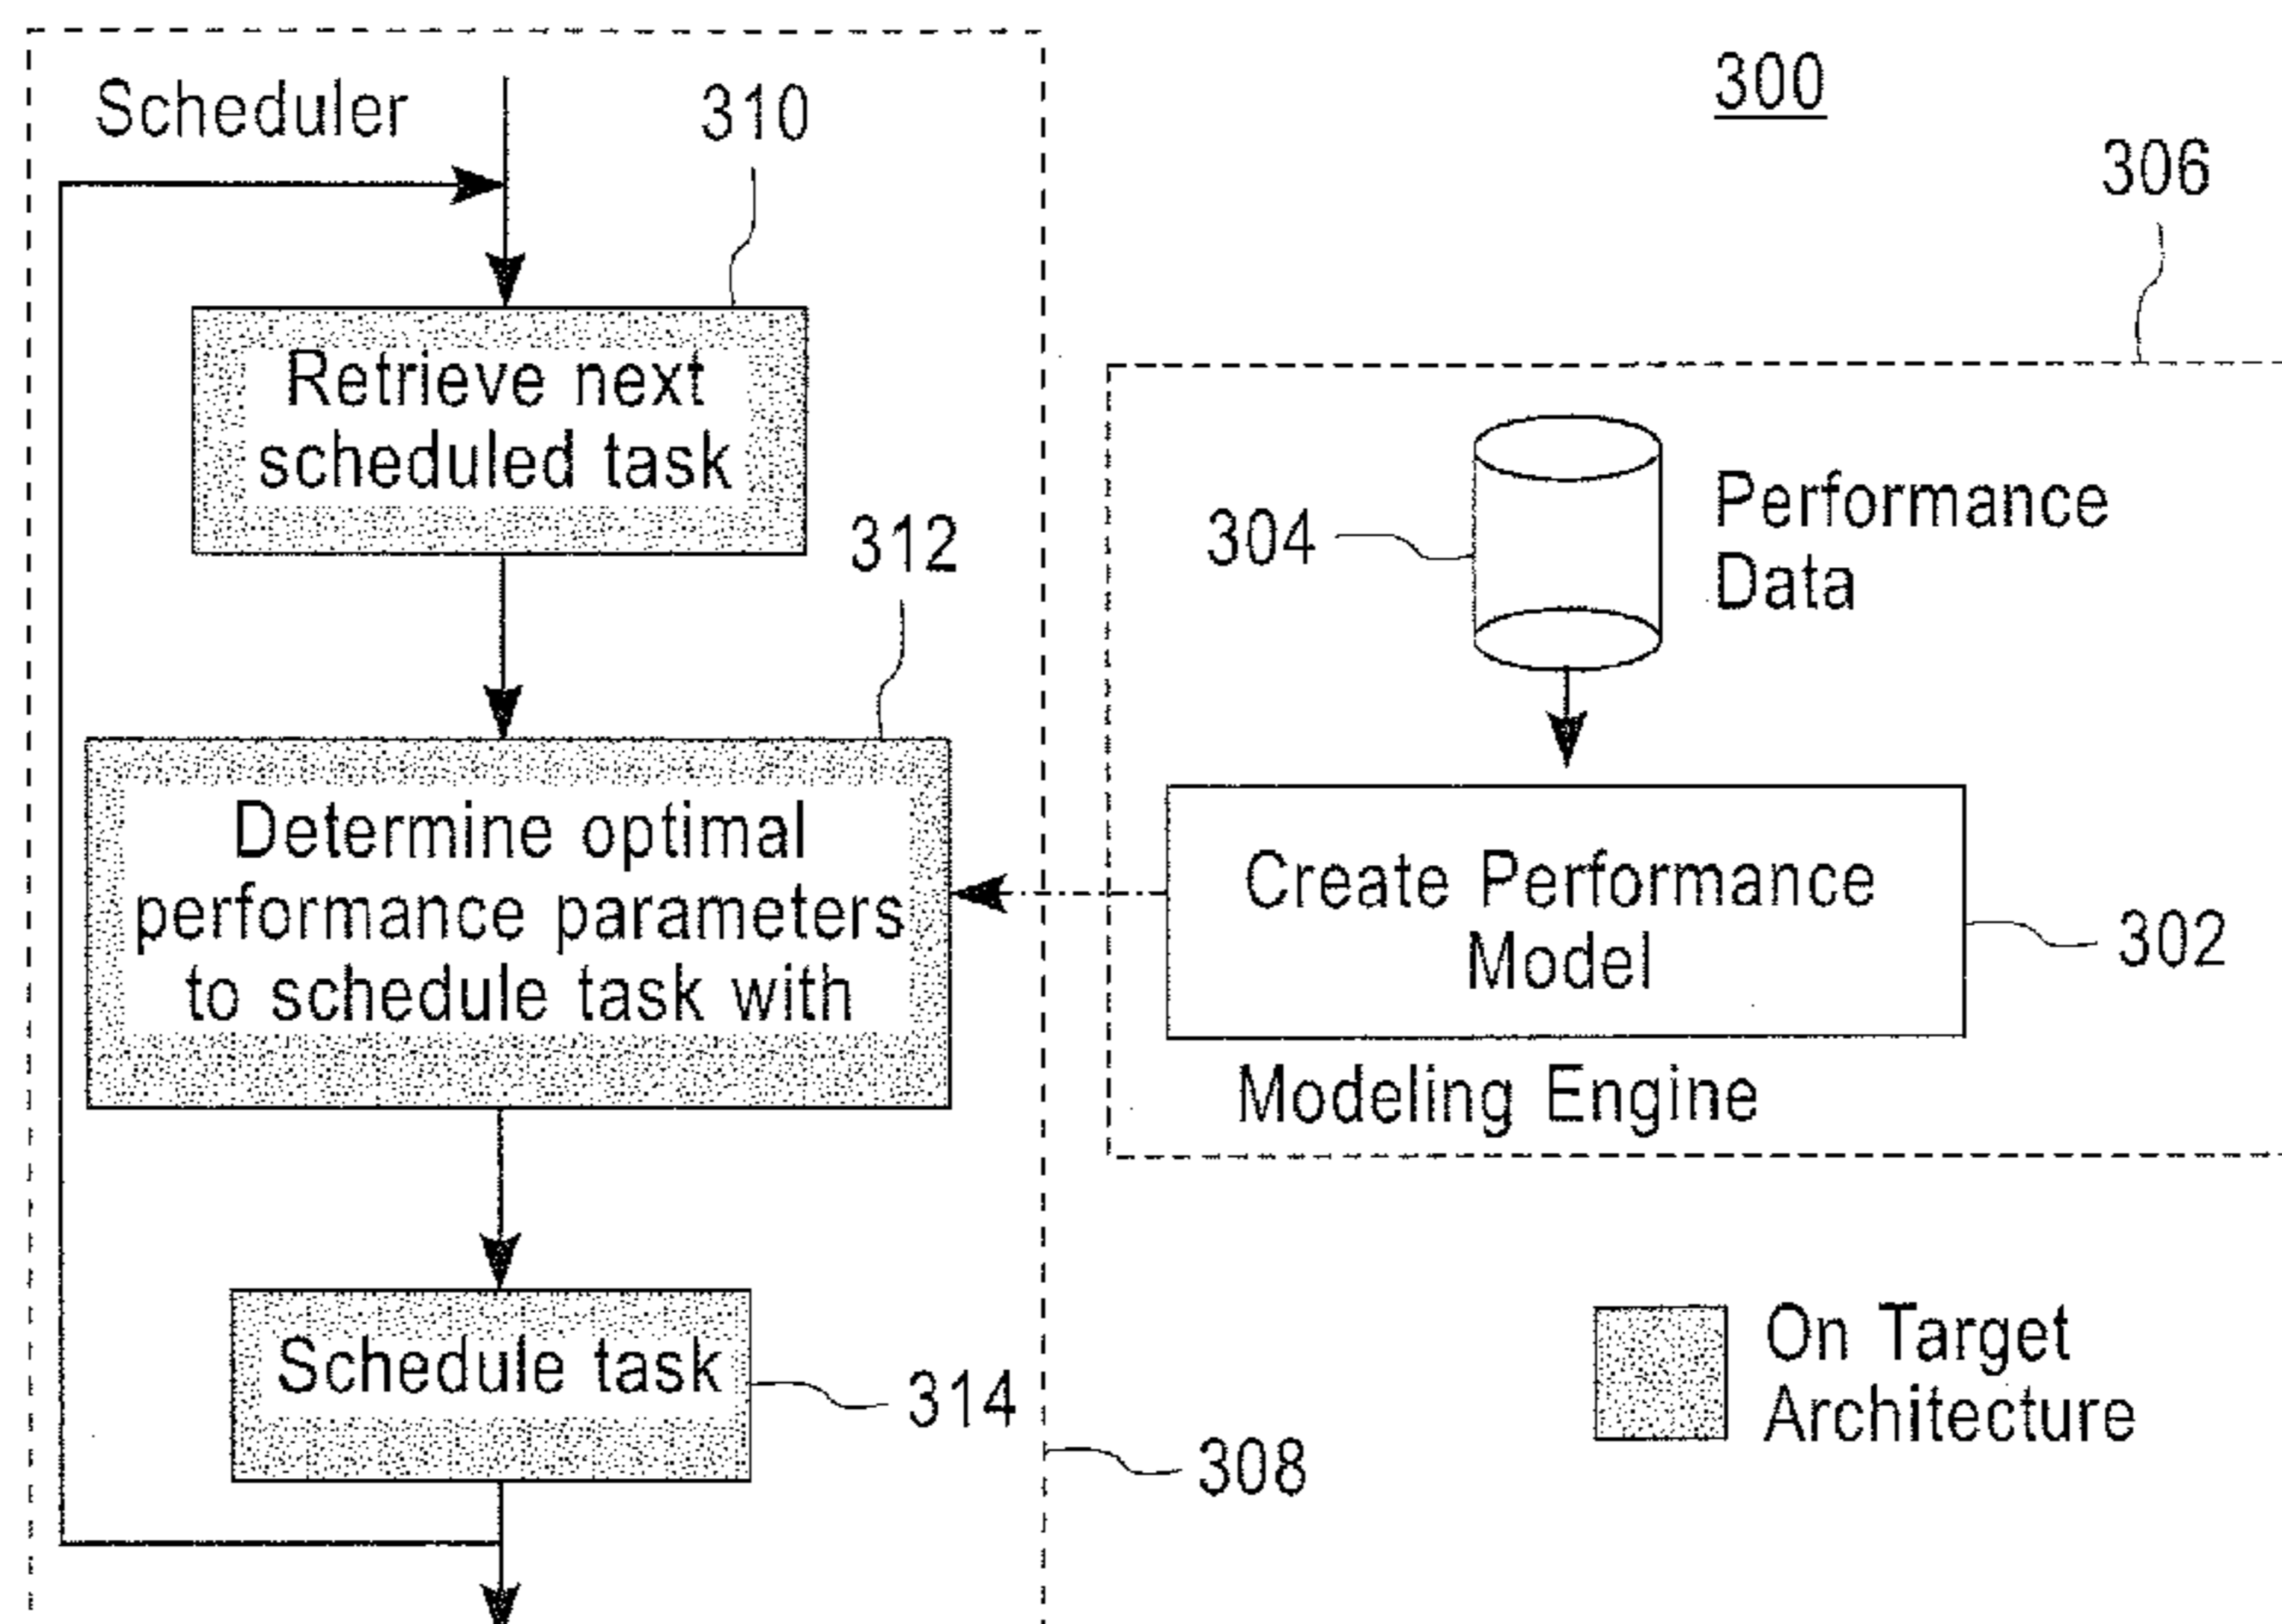 Scheduler
310
300
306
Retrieve next
scheduled task
312
304
Performance
Data
Determine optimal
performance parameters
to schedule task with
Create Performance
Model
302
Modeling Engine
Schedule task
314
308
On Target
Architecture